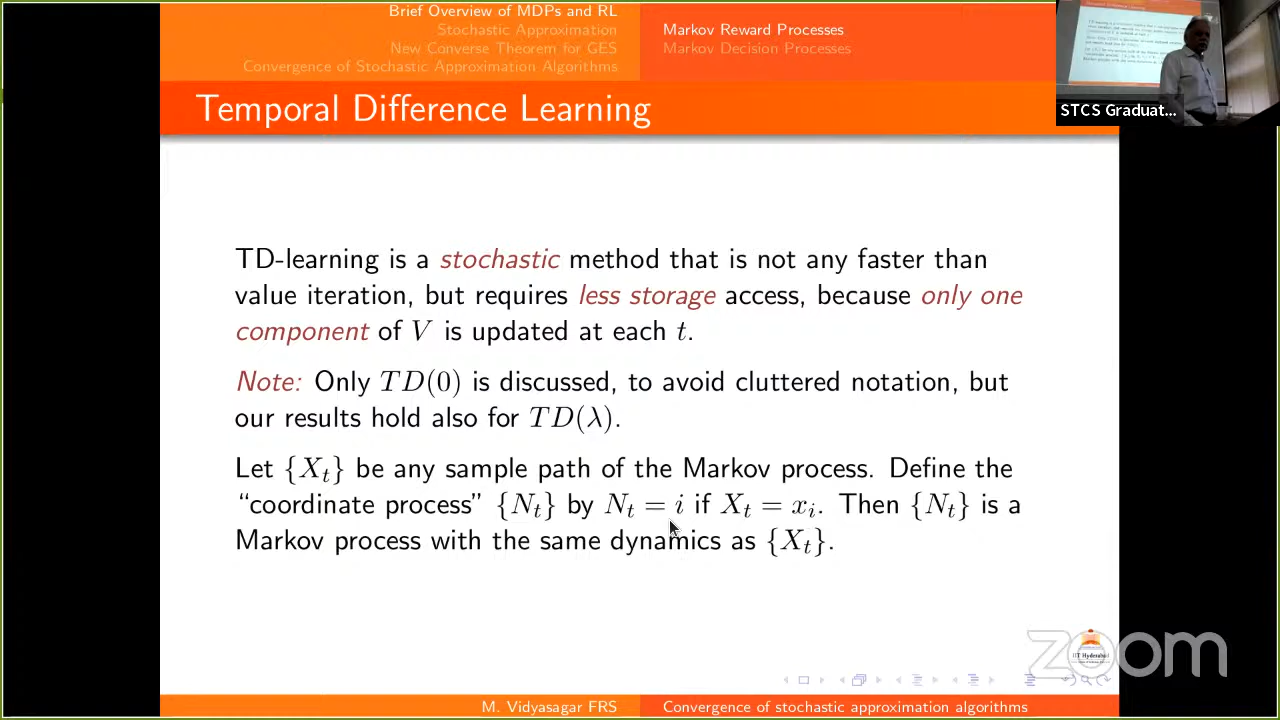 Brief Overview of MDPs and RL
Stochastic Approximation
New Converse Theorem for GES
Convergence of Stochastic Approximation Algorithms
Markov Reward Processes
Markov Decision Processes
STCS Graduat...
Temporal Difference Learning
TD-learning is a stochastic method that is not any faster than
value iteration, but requires less storage access, because only one
component of V is updated at each t.
Note: Only TD(0) is discussed, to avoid cluttered notation, but
our results hold also for TD(λ).
Let {X_t} be any sample path of the Markov process. Define the
“coordinate process” {N_t} by N_t = i if X_t = x_i. Then {N_t} is a
Markov process with the same dynamics as {X_t}.
zoom
IIT Hyderabad
M. Vidyasagar FRS
Convergence of stochastic approximation algorithms